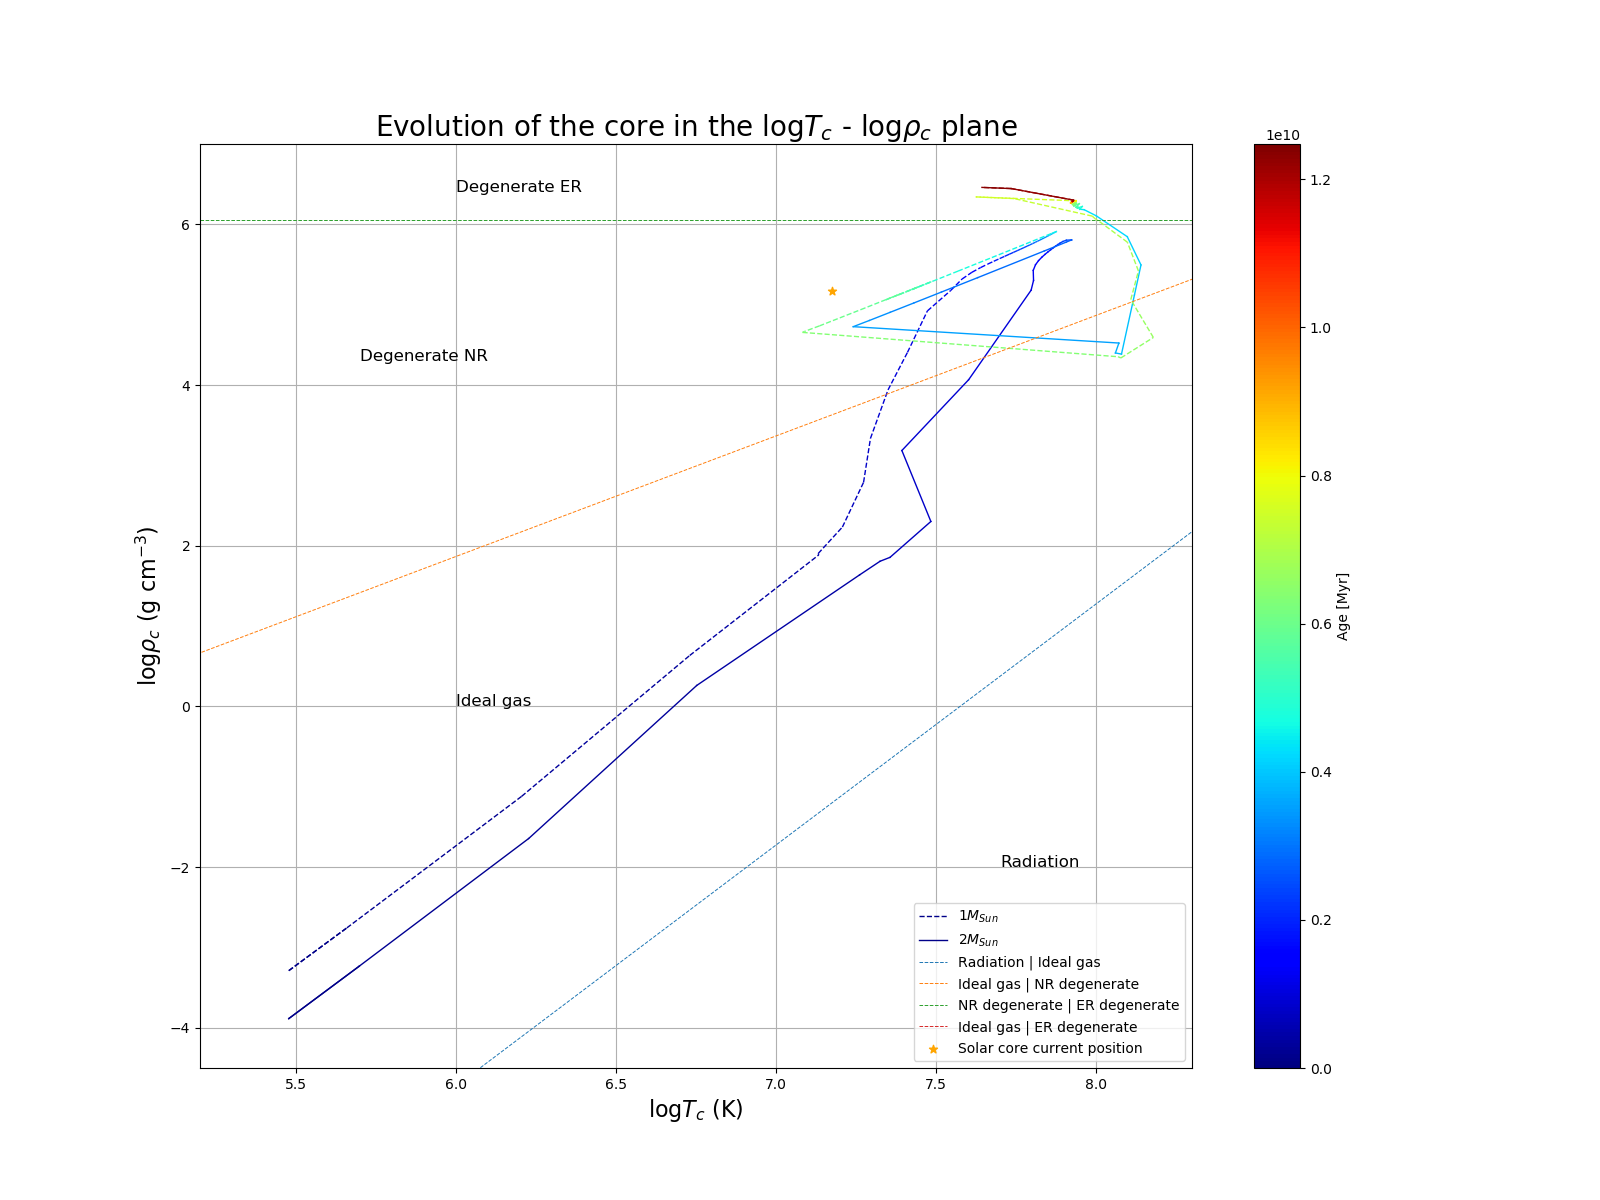 Evolution of the core in the logT_c - logρ_c plane
1e10
Degenerate ER
Degenerate NR
Ideal gas
Radiation
6
4
2
0
−2
−4
logρ_c (g cm⁻³)
5.5 6.0 6.5 7.0 7.5 8.0
logT_c (K)
1M_Sun
2M_Sun
Radiation | Ideal gas
Ideal gas | NR degenerate
NR degenerate | ER degenerate
Ideal gas | ER degenerate
Solar core current position
1.2
1.0
0.8
0.6
0.4
0.2
0.0
Age [Myr]